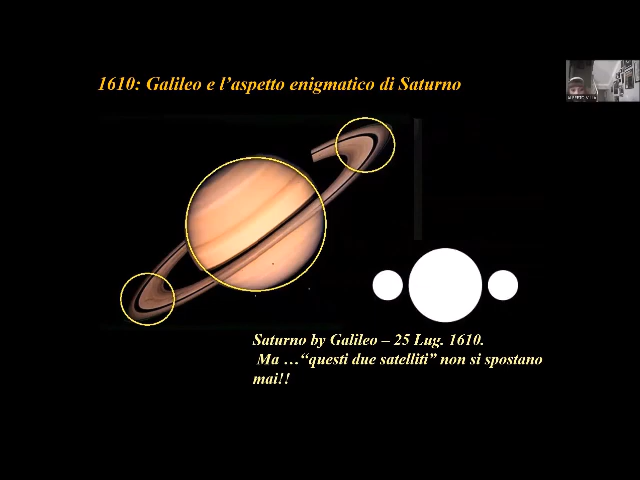 1610: Galileo e l’aspetto enigmatico di Saturno
Saturno by Galileo – 25 Lug. 1610.
Ma …“questi due satelliti” non si spostano
mai!!